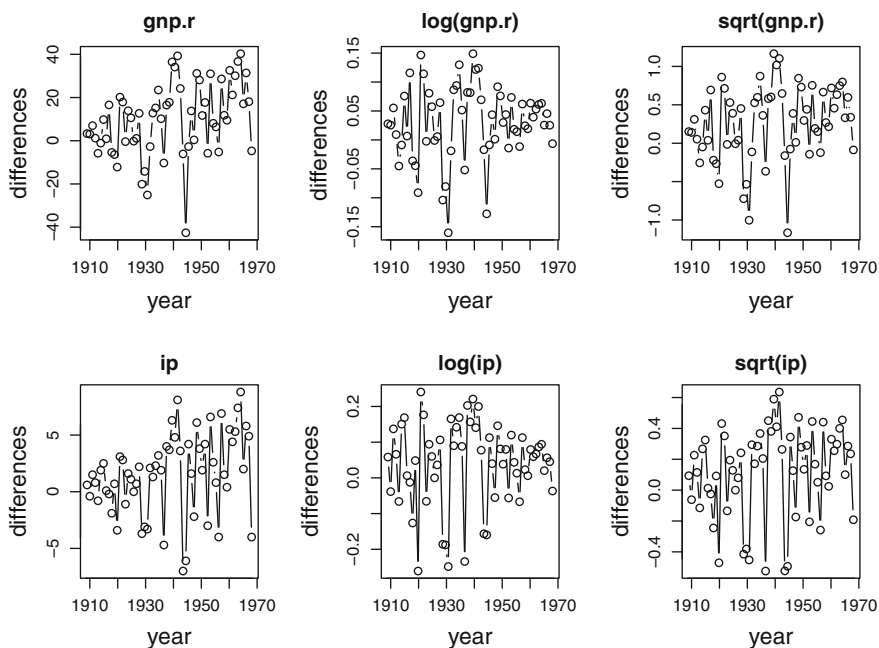 gnp.r
differences
40
20
0
−20
−40
1910
1930
1950
1970
year
log(gnp.r)
differences
0.15
0.05
−0.05
−0.15
1910
1930
1950
1970
year
sqrt(gnp.r)
differences
1.0
0.0
−1.0
1910
1930
1950
1970
year
ip
differences
5
0
−5
1910
1930
1950
1970
year
log(ip)
differences
0.2
0.0
−0.2
1910
1930
1950
1970
year
sqrt(ip)
differences
0.4
0.0
−0.4
1910
1930
1950
1970
year